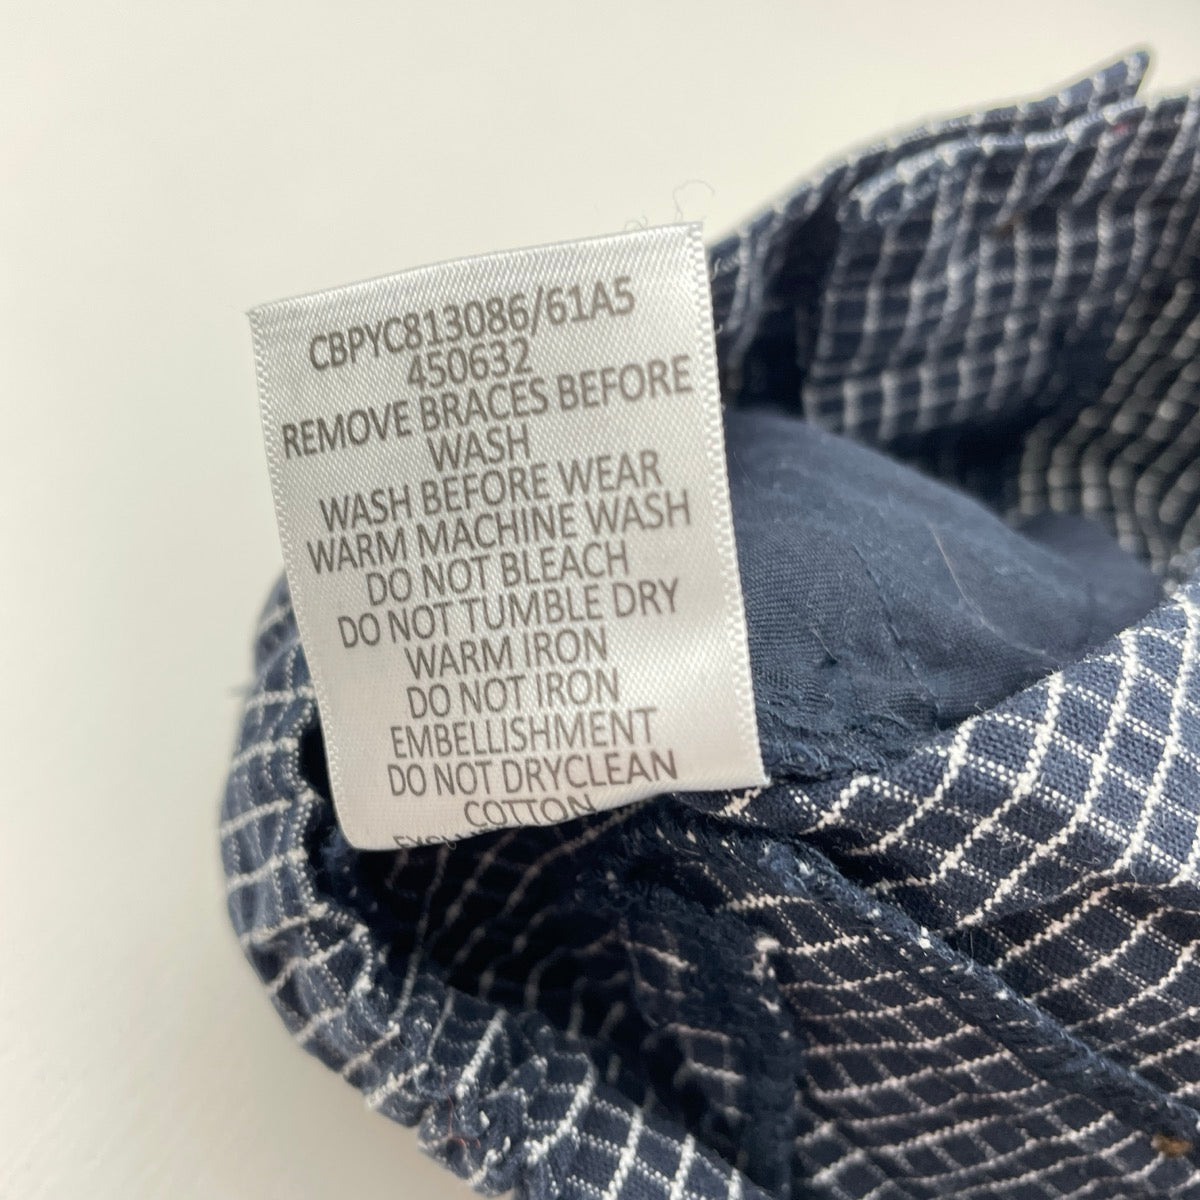 CBPYC813086/61A5
450632
REMOVE BRACES BEFORE
WASH
WASH BEFORE WEAR
WARM MACHINE WASH
DO NOT BLEACH
DO NOT TUMBLE DRY
WARM IRON
DO NOT IRON
EMBELLISHMENT
DO NOT DRYCLEAN
COTTON